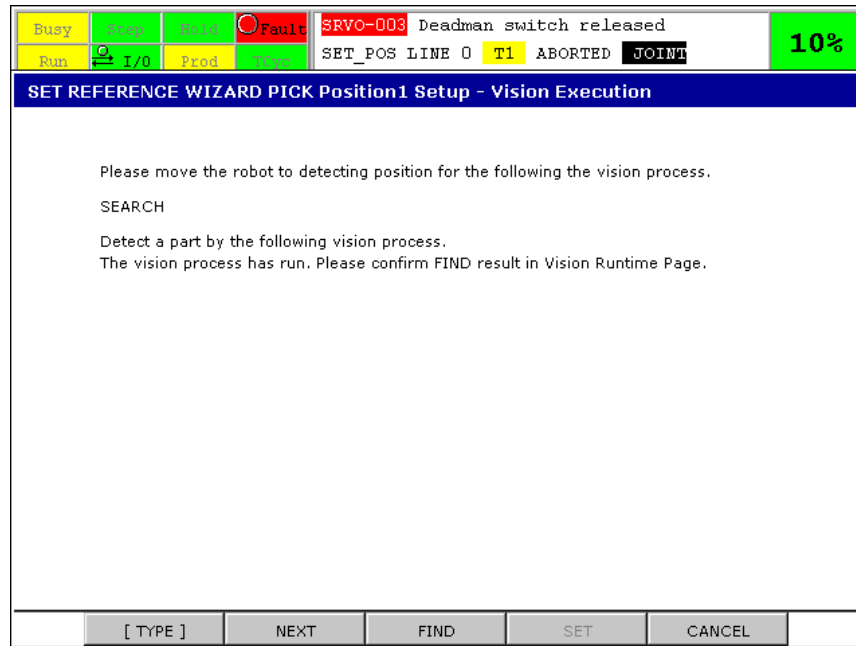 Busy Step Hold Fault SRVO-003 Deadman switch released
Run I/O Prod TCyc SET_POS LINE 0 T1 ABORTED JOINT 10%
SET REFERENCE WIZARD PICK Position1 Setup - Vision Execution
Please move the robot to detecting position for the following the vision process.
SEARCH
Detect a part by the following vision process.
The vision process has run. Please confirm FIND result in Vision Runtime Page.
[ TYPE ] NEXT FIND SET CANCEL